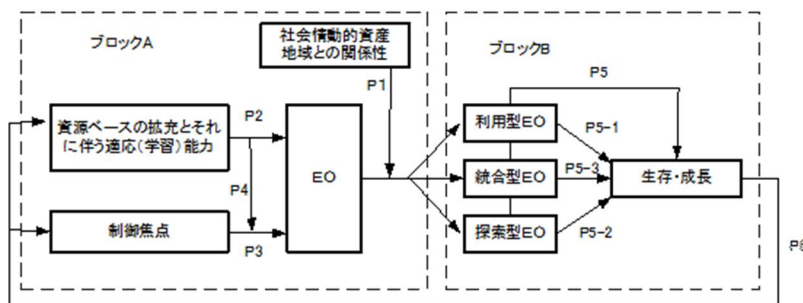 ブロックA
社会情動的資産
地域との関係性
ブロックB
P1
P5
資源ベースの拡充とそれ
に伴う適応(学習)能力
P2
EO
利用型EO
P5-1
P4
統合型EO
P5-3
生存・成長
制御焦点
P3
探索型EO
P5-2
P6